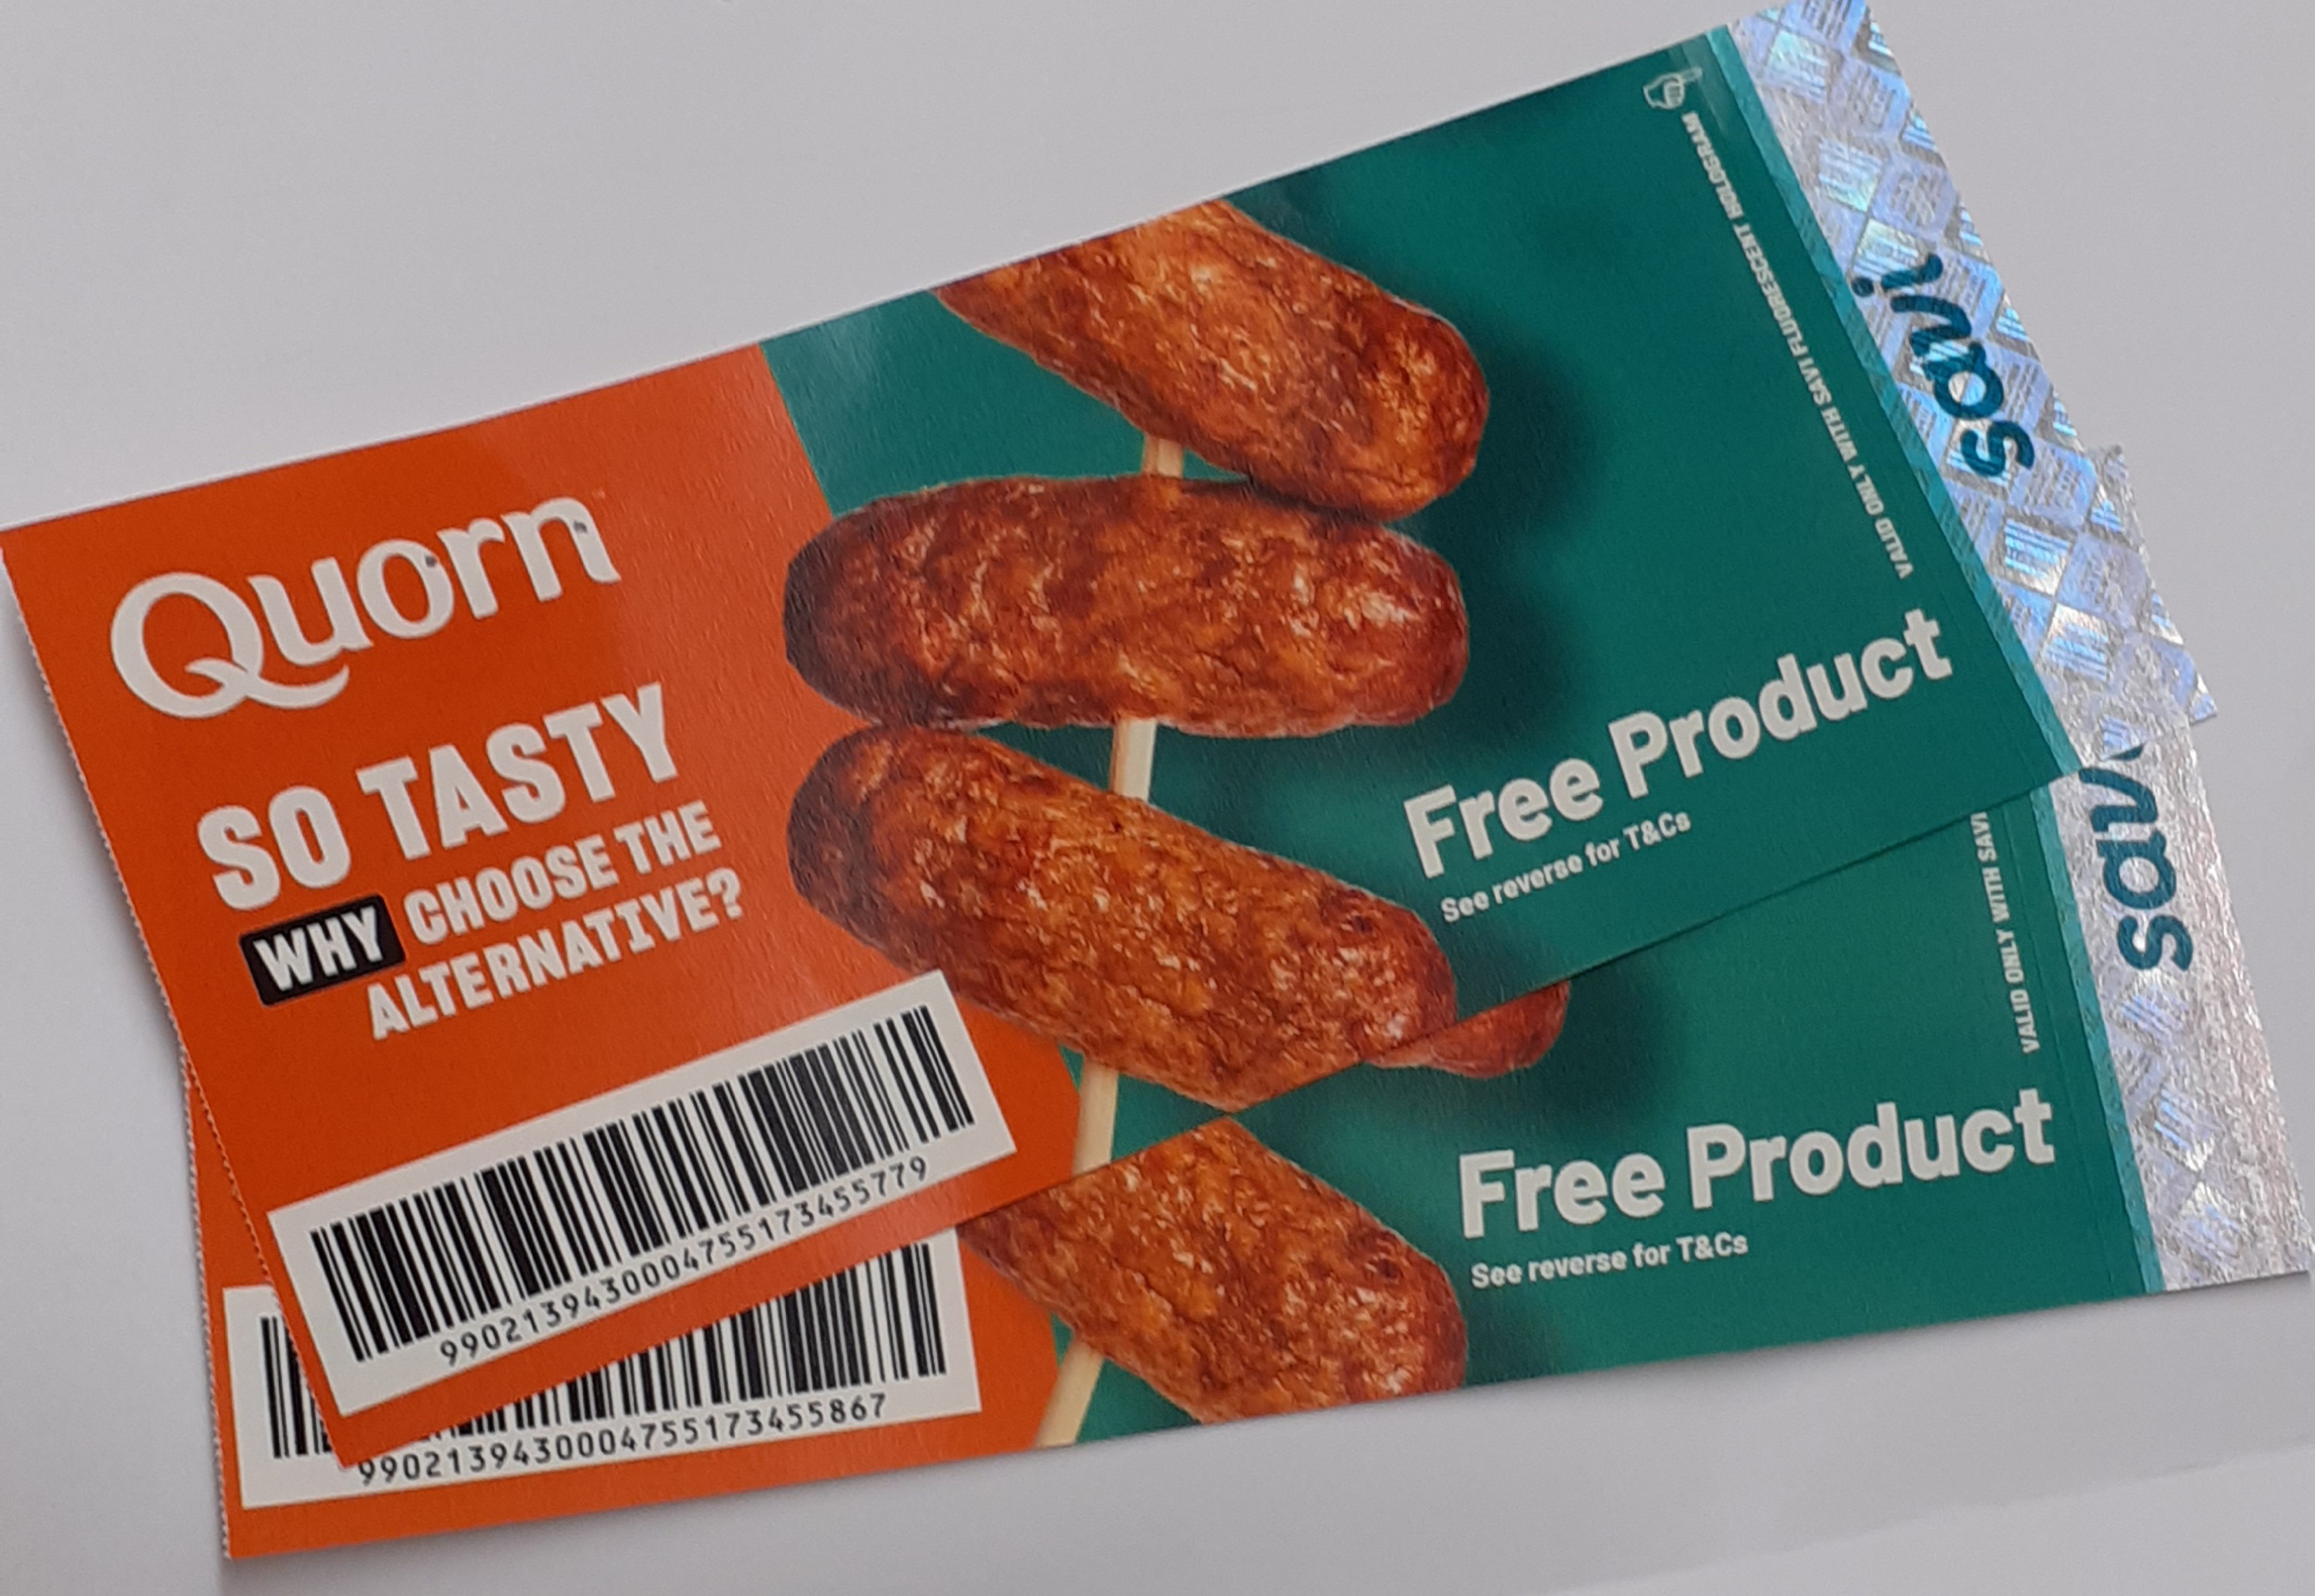 Quorn
SO TASTY
WHY CHOOSE THE
ALTERNATIVE?
9902139430004755173455779
Free Product
See reverse for T&Cs
VALID ONLY WITH SAVI FLUORESCENT HOLOGRAM
savi
9902139430004755173455867
Free Product
See reverse for T&Cs
VALID ONLY WITH SAVI
savi